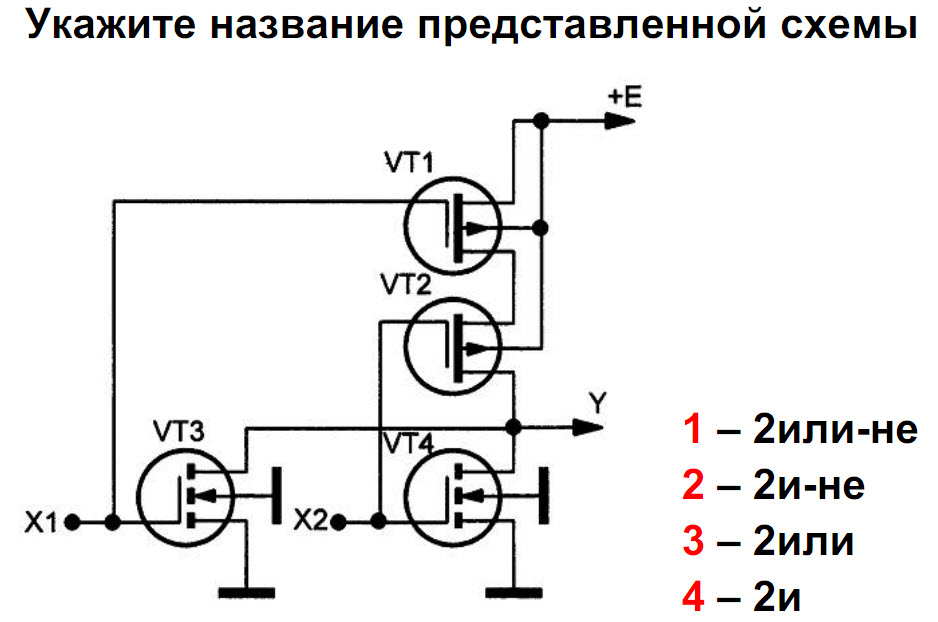 Укажите название представленной схемы
+E
VT1
VT2
Y
VT3
VT4
X1
X2
1 – 2или-не
2 – 2и-не
3 – 2или
4 – 2и